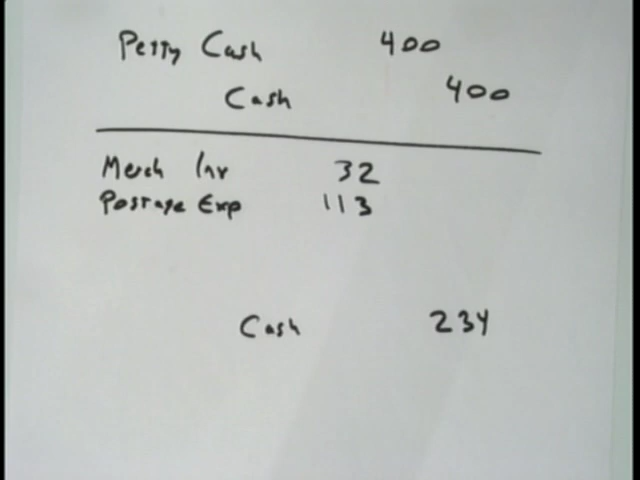 Petty Cash 400
Cash 400
Merch Inv 32
Postage Exp 113
Cash 234